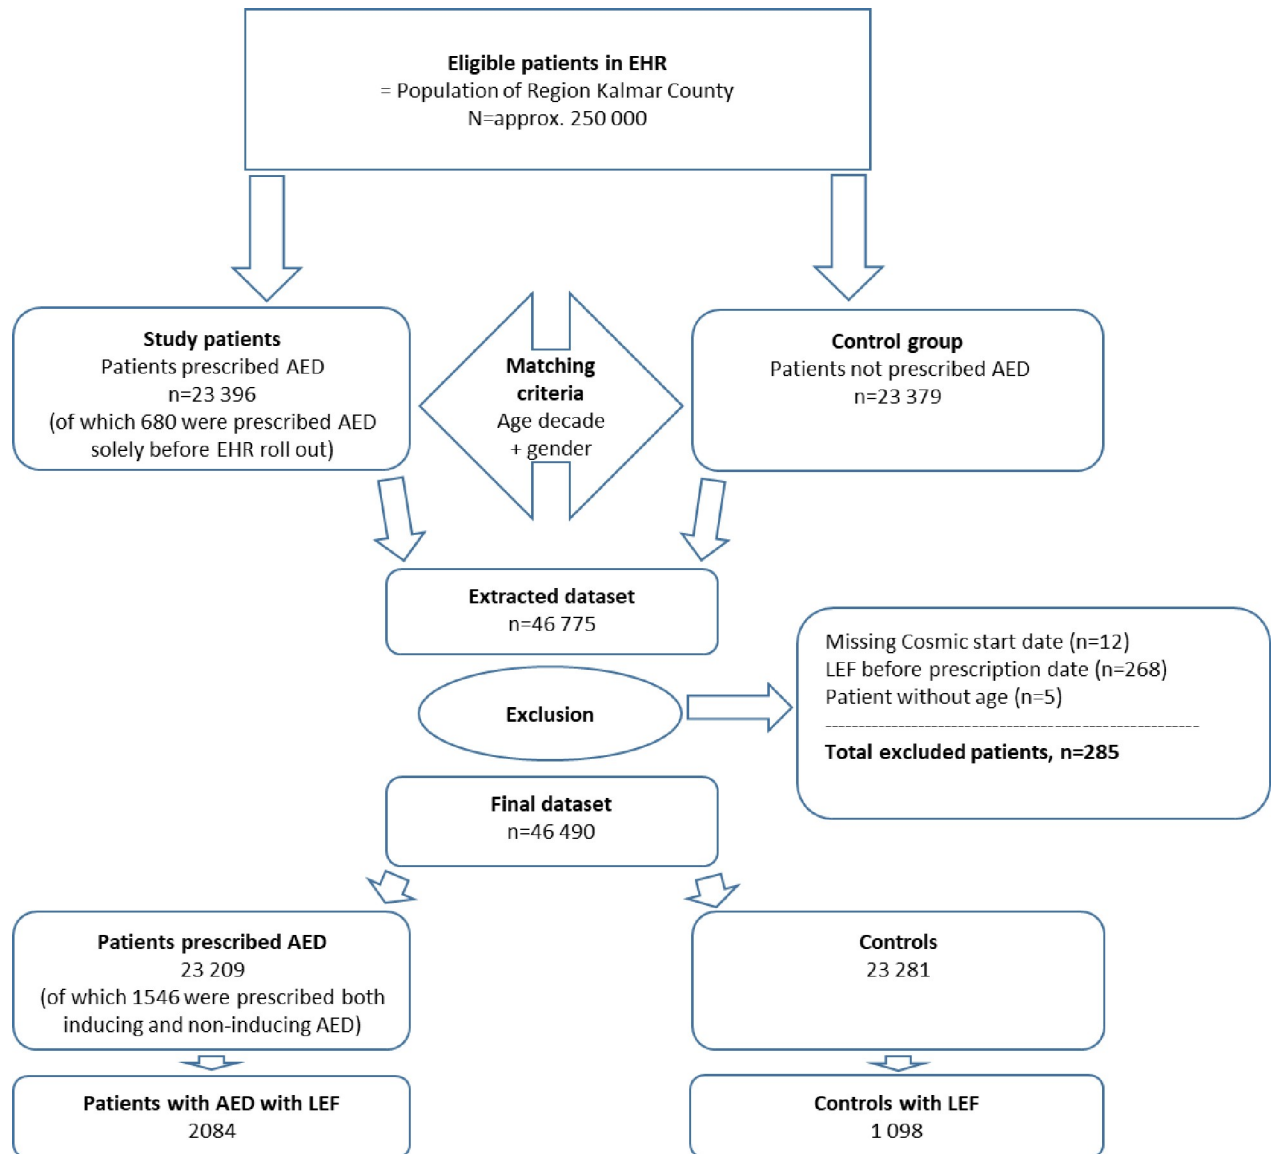 Eligible patients in EHR
= Population of Region Kalmar County
N=approx. 250 000
Study patients
Patients prescribed AED
n=23 396
(of which 680 were prescribed AED
solely before EHR roll out)
Matching
criteria
Age decade
+ gender
Control group
Patients not prescribed AED
n=23 379
Extracted dataset
n=46 775
Exclusion
Missing Cosmic start date (n=12)
LEF before prescription date (n=268)
Patient without age (n=5)
Total excluded patients, n=285
Final dataset
n=46 490
Patients prescribed AED
23 209
(of which 1546 were prescribed both
inducing and non-inducing AED)
Controls
23 281
Patients with AED with LEF
2084
Controls with LEF
1 098